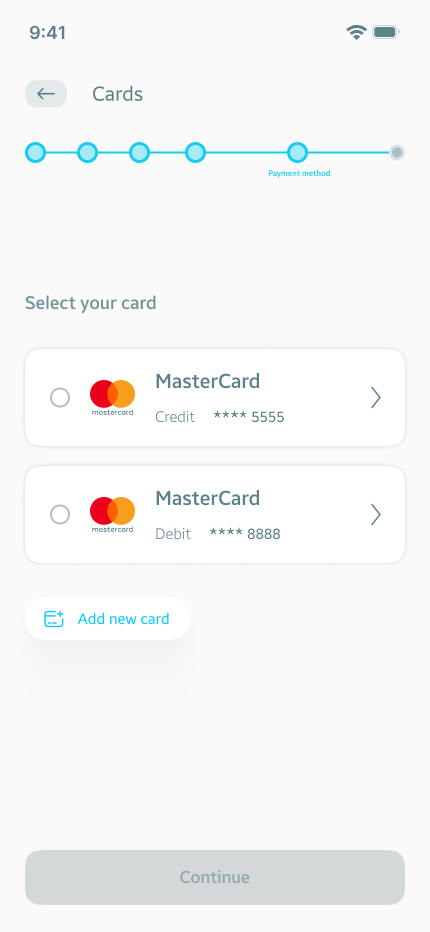 9:41
Cards
Payment method
Select your card
MasterCard
mastercard
Credit **** 5555
MasterCard
mastercard.
Debit **** 8888
Add new card
Continue